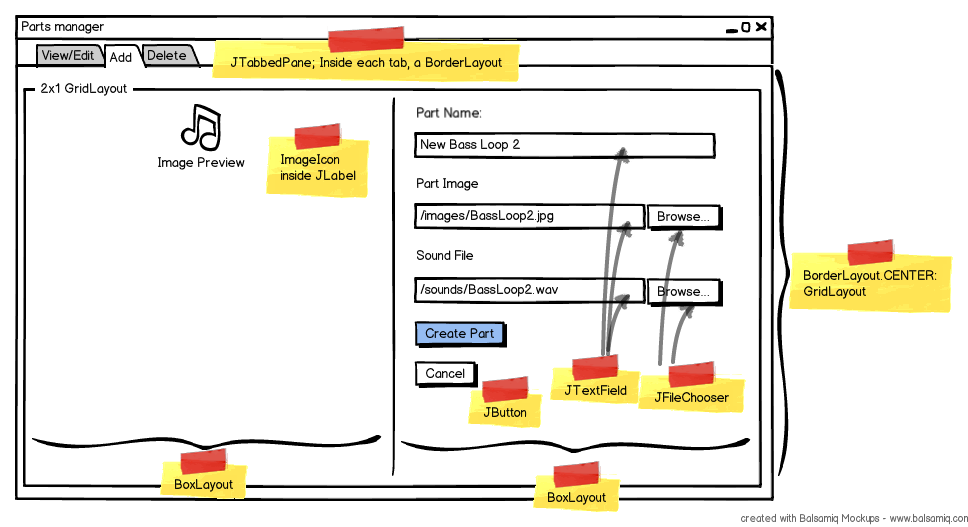 Parts manager
View/Edit
Add
Delete
JTabbedPane; Inside each tab, a BorderLayout
2x1 GridLayout
Image Preview
ImageIcon
inside JLabel
Part Name:
New Bass Loop 2
Part Image
/images/BassLoop2.jpg
Browse...
Sound File
/sounds/BassLoop2.wav
Browse...
Create Part
Cancel
JButton
JTextField
JFileChooser
BorderLayout.CENTER:
GridLayout
BoxLayout
BoxLayout
created with Balsamiq Mockups - www.balsamiq.con